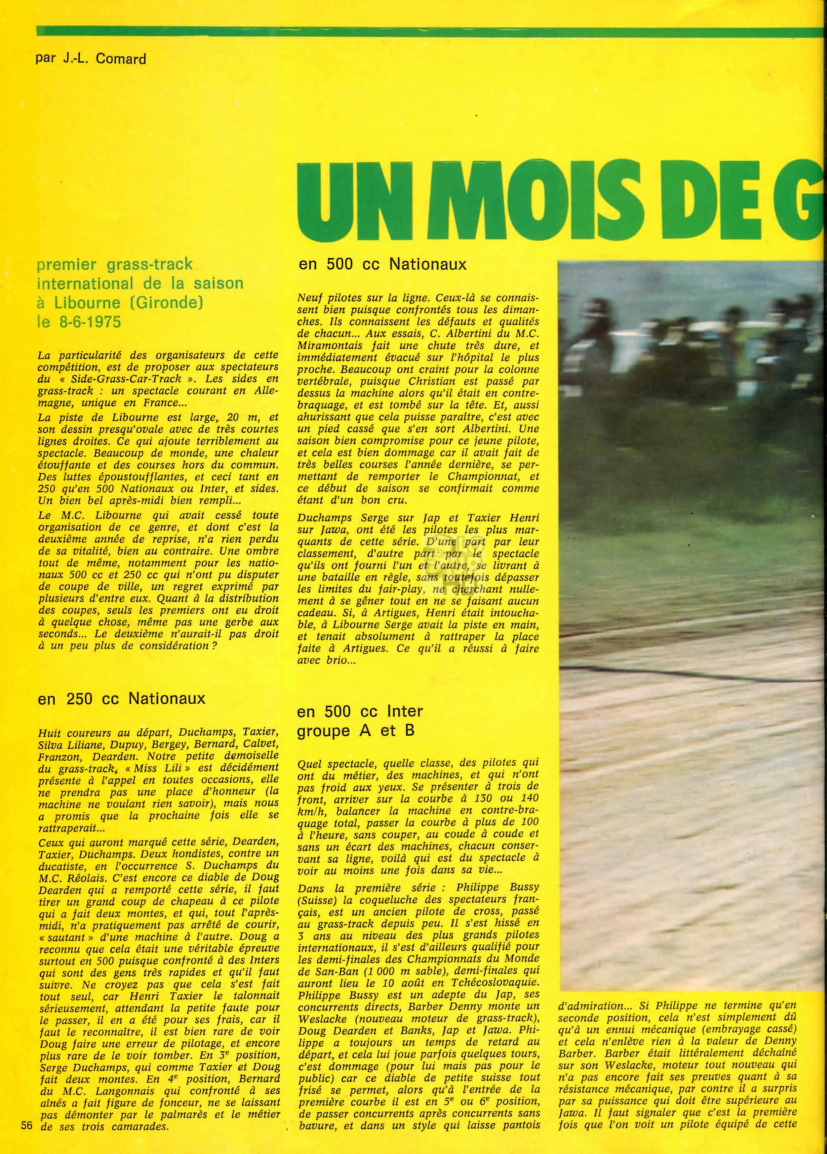 par J.-L. Comard
UN MOIS DE G
premier grass-track
international de la saison
à Libourne (Gironde)
le 8-6-1975
La particularité des organisateurs de cette
compétition, est de proposer aux spectateurs
du « Side-Grass-Car-Track ». Les sides en
grass-track : un spectacle courant en Alle-
magne, unique en France...
La piste de Libourne est large, 20 m, et
son dessin presqu'ovale avec de très courtes
lignes droites. Ce qui ajoute terriblement au
spectacle. Beaucoup de monde, une chaleur
étouffante et des courses hors du commun.
Des luttes époustouflantes, et ceci tant en
250 qu'en 500 Nationaux ou Inter, et sides.
Un bien bel après-midi bien rempli...
Le M.C. Libourne qui avait cessé toute
organisation de ce genre, et dont c'est la
deuxième année de reprise, n'a rien perdu
de sa vitalité, bien au contraire. Une ombre
tout de même, notamment pour les natio-
naux 500 cc et 250 cc qui n'ont pu disputer
de coupe de ville, un regret exprimé par
plusieurs d'entre eux. Quant à la distribution
des coupes, seuls les premiers ont eu droit
à quelque chose, même pas une gerbe aux
seconds... Le deuxième n'aurait-il pas droit
à un peu plus de considération ?
en 250 cc Nationaux
Huit coureurs au départ, Duchamps, Taxier,
Silva Liliane, Dupuy, Bergey, Bernard, Calvet,
Franzon, Dearden. Notre petite demoiselle
du grass-track, « Miss Lili » est décidément
présente à l'appel en toutes occasions, elle
ne prendra pas une place d'honneur (la
machine ne voulant rien savoir), mais nous
a promis que la prochaine fois elle se
rattraperait...
Ceux qui auront marqué cette série, Dearden,
Taxier, Duchamps. Deux hondistes, contre un
ducatiste, en l'occurrence S. Duchamps du
M.C. Réolais. C'est encore ce diable de Doug
Dearden qui a remporté cette série, il faut
tirer un grand coup de chapeau à ce pilote
qui a fait deux montes, et qui, tout l'après-
midi, n'a pratiquement pas arrêté de courir,
« sautant » d'une machine à l'autre. Doug a
reconnu que cela était une véritable épreuve
surtout en 500 puisque confronté à des Inters
qui sont des gens très rapides et qu'il faut
suivre. Ne croyez pas que cela s'est fait
tout seul, car Henri Taxier le talonnait
sérieusement, attendant la petite faute pour
le passer, il en a été pour ses frais, car il
faut le reconnaître, il est bien rare de voir
Doug faire une erreur de pilotage, et encore
plus rare de le voir tomber. En 3e position,
Serge Duchamps, qui comme Taxier et Doug
fait deux montes. En 4e position, Bernard
du M.C. Langonnais qui confronté à ses
aînés a fait figure de fonceur, ne se laissant
pas démonter par le palmarès et le métier
de ses trois camarades.
56
en 500 cc Nationaux
Neuf pilotes sur la ligne. Ceux-là se connais-
sent bien puisque confrontés tous les diman-
ches. Ils connaissent les défauts et qualités
de chacun... Aux essais, C. Albertini du M.C.
Miramontais fait une chute très dure, et
immédiatement évacué sur l'hôpital le plus
proche. Beaucoup ont craint pour la colonne
vertébrale, puisque Christian est passé par
dessus la machine alors qu'il était en contre-
braquage, et est tombé sur la tête. Et, aussi
ahurissant que cela puisse paraître, c'est avec
un pied cassé que s'en sort Albertini. Une
saison bien compromise pour ce jeune pilote,
et cela est bien dommage car il avait fait de
très belles courses l'année dernière, se per-
mettant de remporter le Championnat, et
ce début de saison se confirmait comme
étant d'un bon cru.
Duchamps Serge sur Jap et Taxier Henri
sur Jawa, ont été les pilotes les plus mar-
quants de cette série. D'une part par leur
classement, d'autre part par le spectacle
qu'ils ont fourni l'un et l'autre, se livrant à
une bataille en règle, sans toutefois dépasser
les limites du fair-play, ne cherchant nulle-
ment à se gêner tout en ne se faisant aucun
cadeau. Si, à Artigues, Henri était intoucha-
ble, à Libourne Serge avait la piste en main,
et tenait absolument à rattraper la place
faite à Artigues. Ce qu'il a réussi à faire
avec brio...
en 500 cc Inter
groupe A et B
Quel spectacle, quelle classe, des pilotes qui
ont du métier, des machines, et qui n'ont
pas froid aux yeux. Se présenter à trois de
front, arriver sur la courbe à 130 ou 140
km/h, balancer la machine en contre-bra-
quage total, passer la courbe à plus de 100
à l'heure, sans couper, au coude à coude et
sans un écart des machines, chacun conser-
vant sa ligne, voilà qui est du spectacle à
voir au moins une fois dans sa vie...
Dans la première série : Philippe Bussy
(Suisse) la coqueluche des spectateurs fran-
çais, est un ancien pilote de cross, passé
au grass-track depuis peu. Il s'est hissé en
3 ans au niveau des plus grands pilotes
internationaux, il s'est d'ailleurs qualifié pour
les demi-finales des Championnats du Monde
de San-Ban (1 000 m sable), demi-finales qui
auront lieu le 10 août en Tchécoslovaquie.
Philippe Bussy est un adepte du Jap, ses
concurrents directs, Barber Denny monte un
Weslacke (nouveau moteur de grass-track),
Doug Dearden et Banks, Jap et Jawa. Phi-
lippe a toujours un temps de retard au
départ, et cela lui joue parfois quelques tours,
c'est dommage (pour lui mais pas pour le
public) car ce diable de petite suisse tout
frisé se permet, alors qu'à l'entrée de la
première courbe il est en 5e ou 6e position,
de passer concurrents après concurrents sans
bavure, et dans un style qui laisse pantois
d'admiration... Si Philippe ne termine qu'en
seconde position, cela n'est simplement dû
qu'à un ennui mécanique (embrayage cassé)
et cela n'enlève rien à la valeur de Denny
Barber. Barber était littéralement déchaîné
sur son Weslacke, moteur tout nouveau qui
n'a pas encore fait ses preuves quant à sa
résistance mécanique, par contre il a surpris
par sa puissance qui doit être supérieure au
Jawa. Il faut signaler que c'est la première
fois que l'on voit un pilote équipé de cette